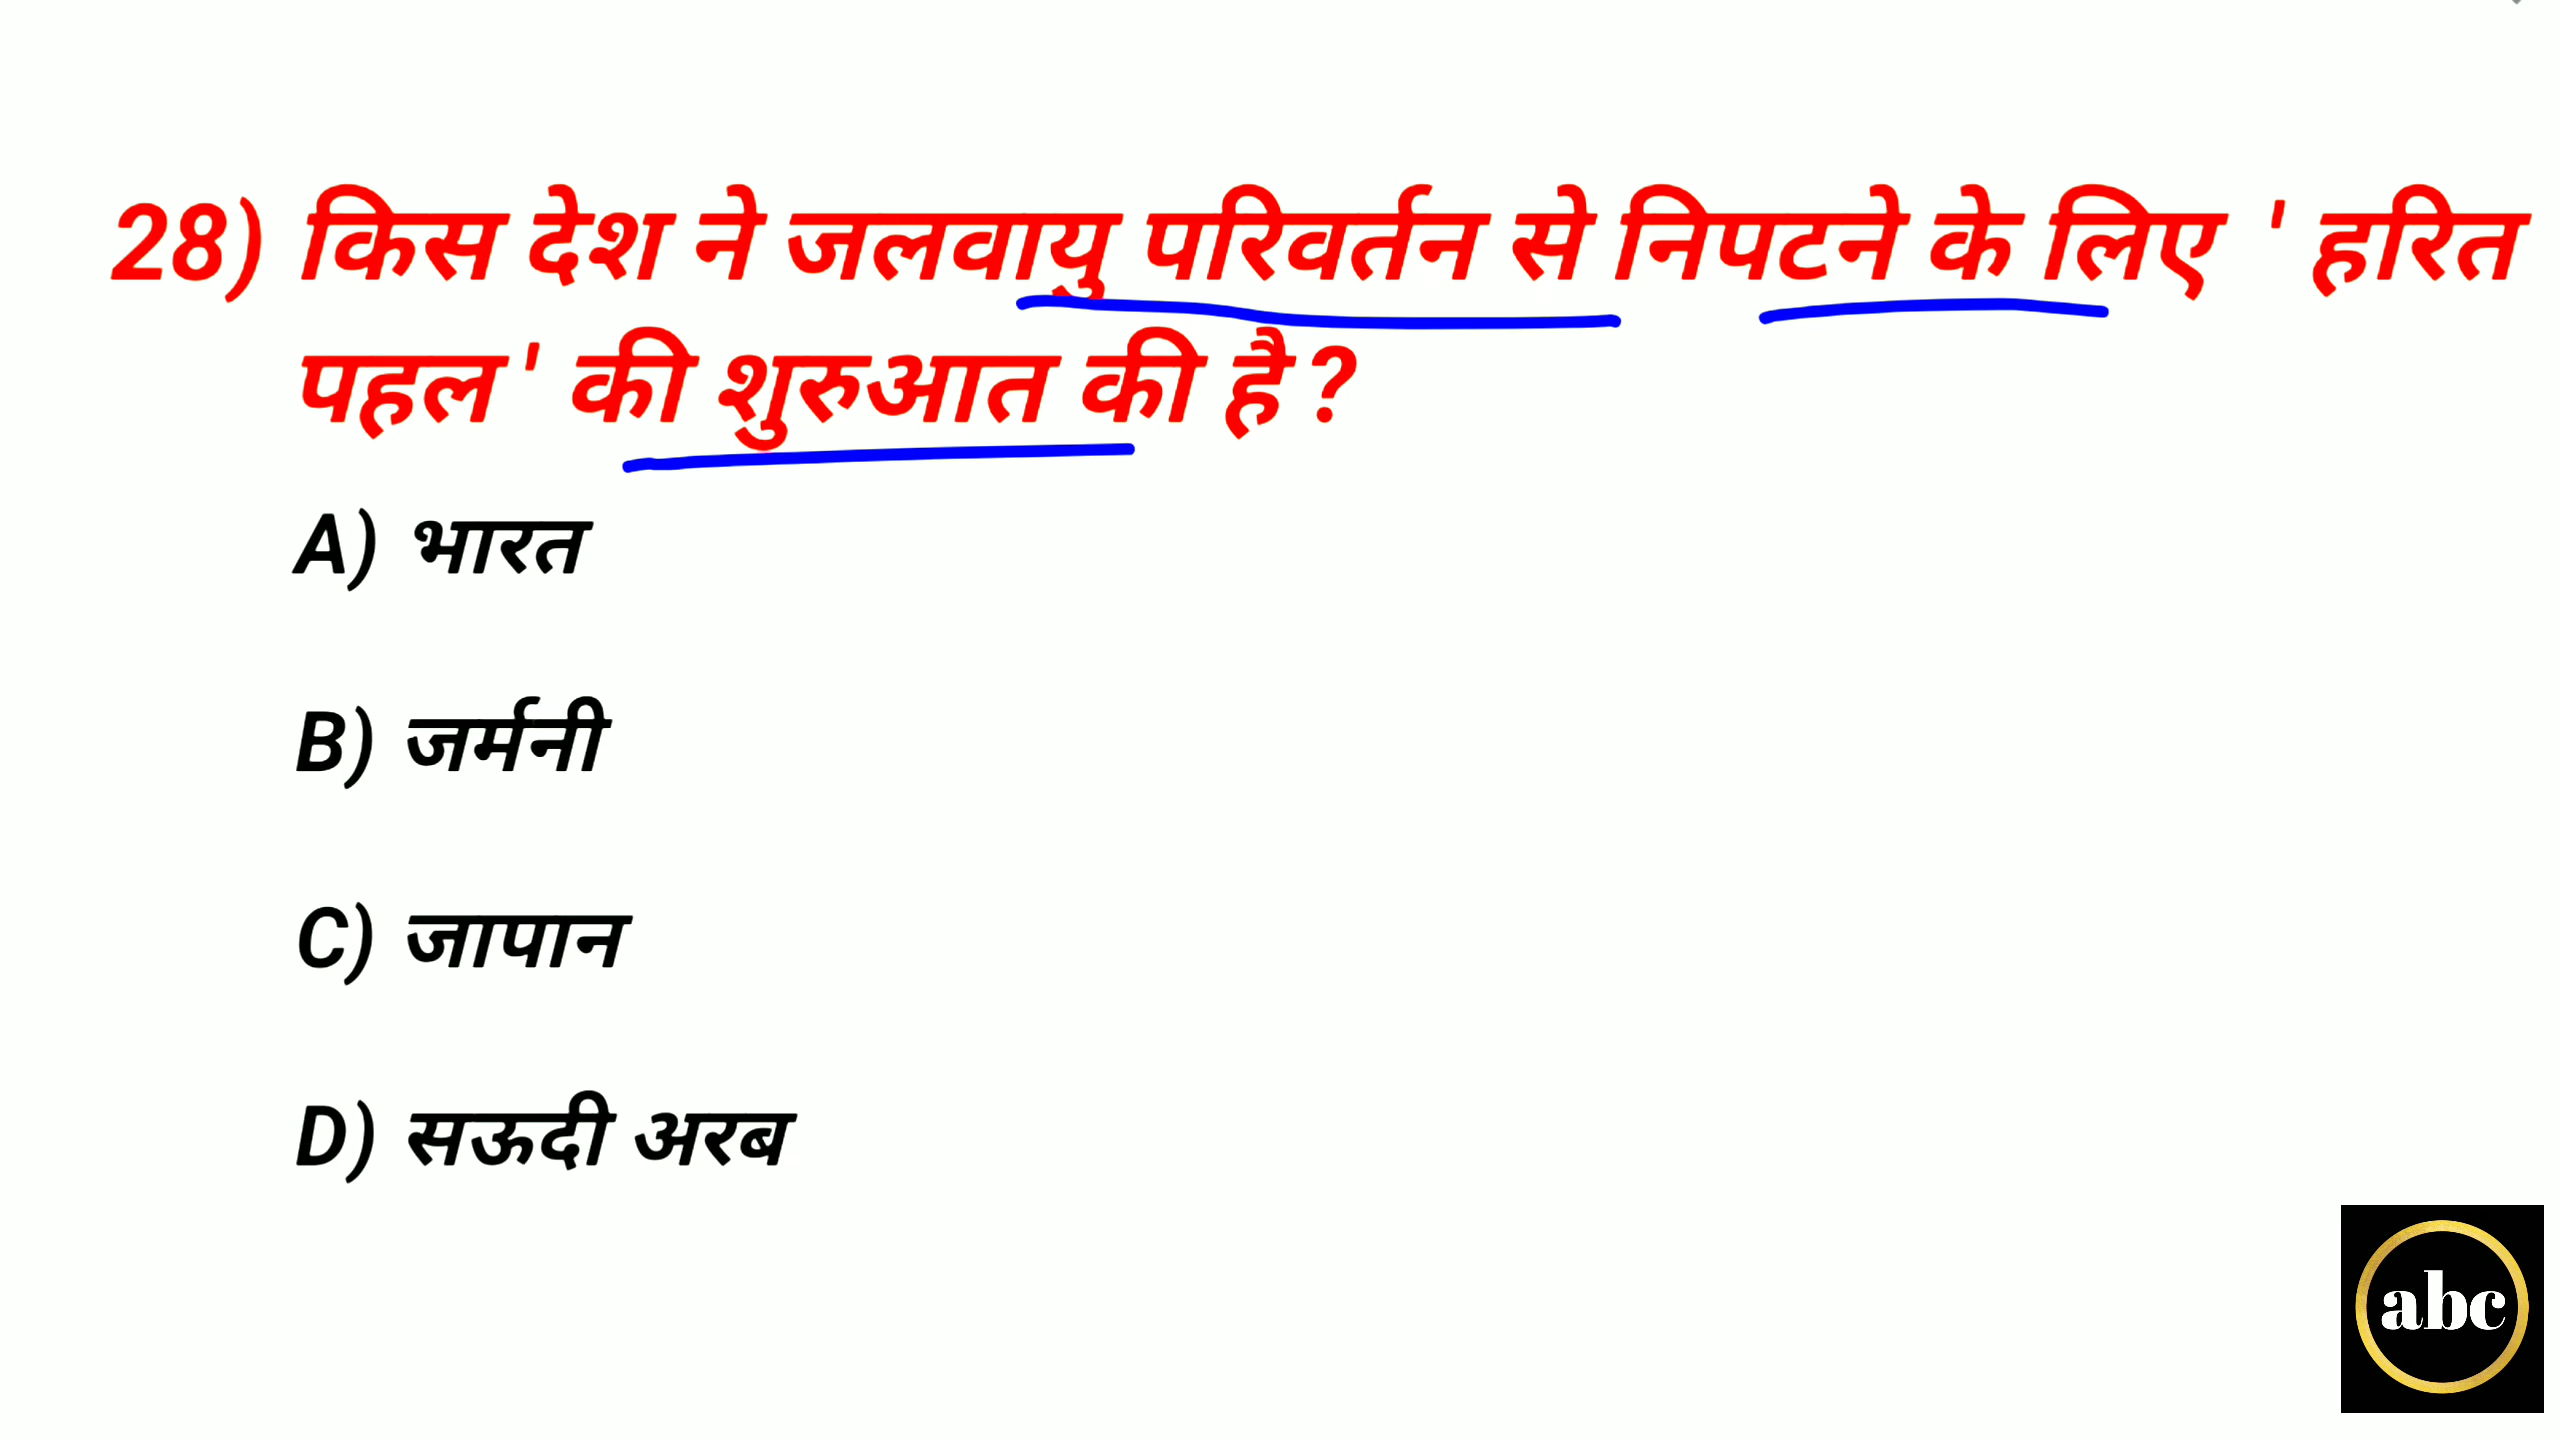 28) किस देश ने जलवायु परिवर्तन से निपटने के लिए ' हरित
पहल ' की शुरुआत की है ?
A) भारत
B) जर्मनी
C) जापान
D) सऊदी अरब
abc